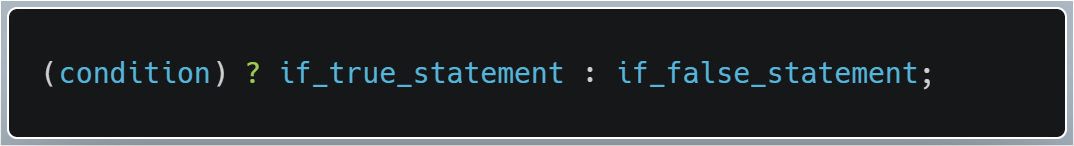 (condition) ? if_true_statement : if_false_statement;